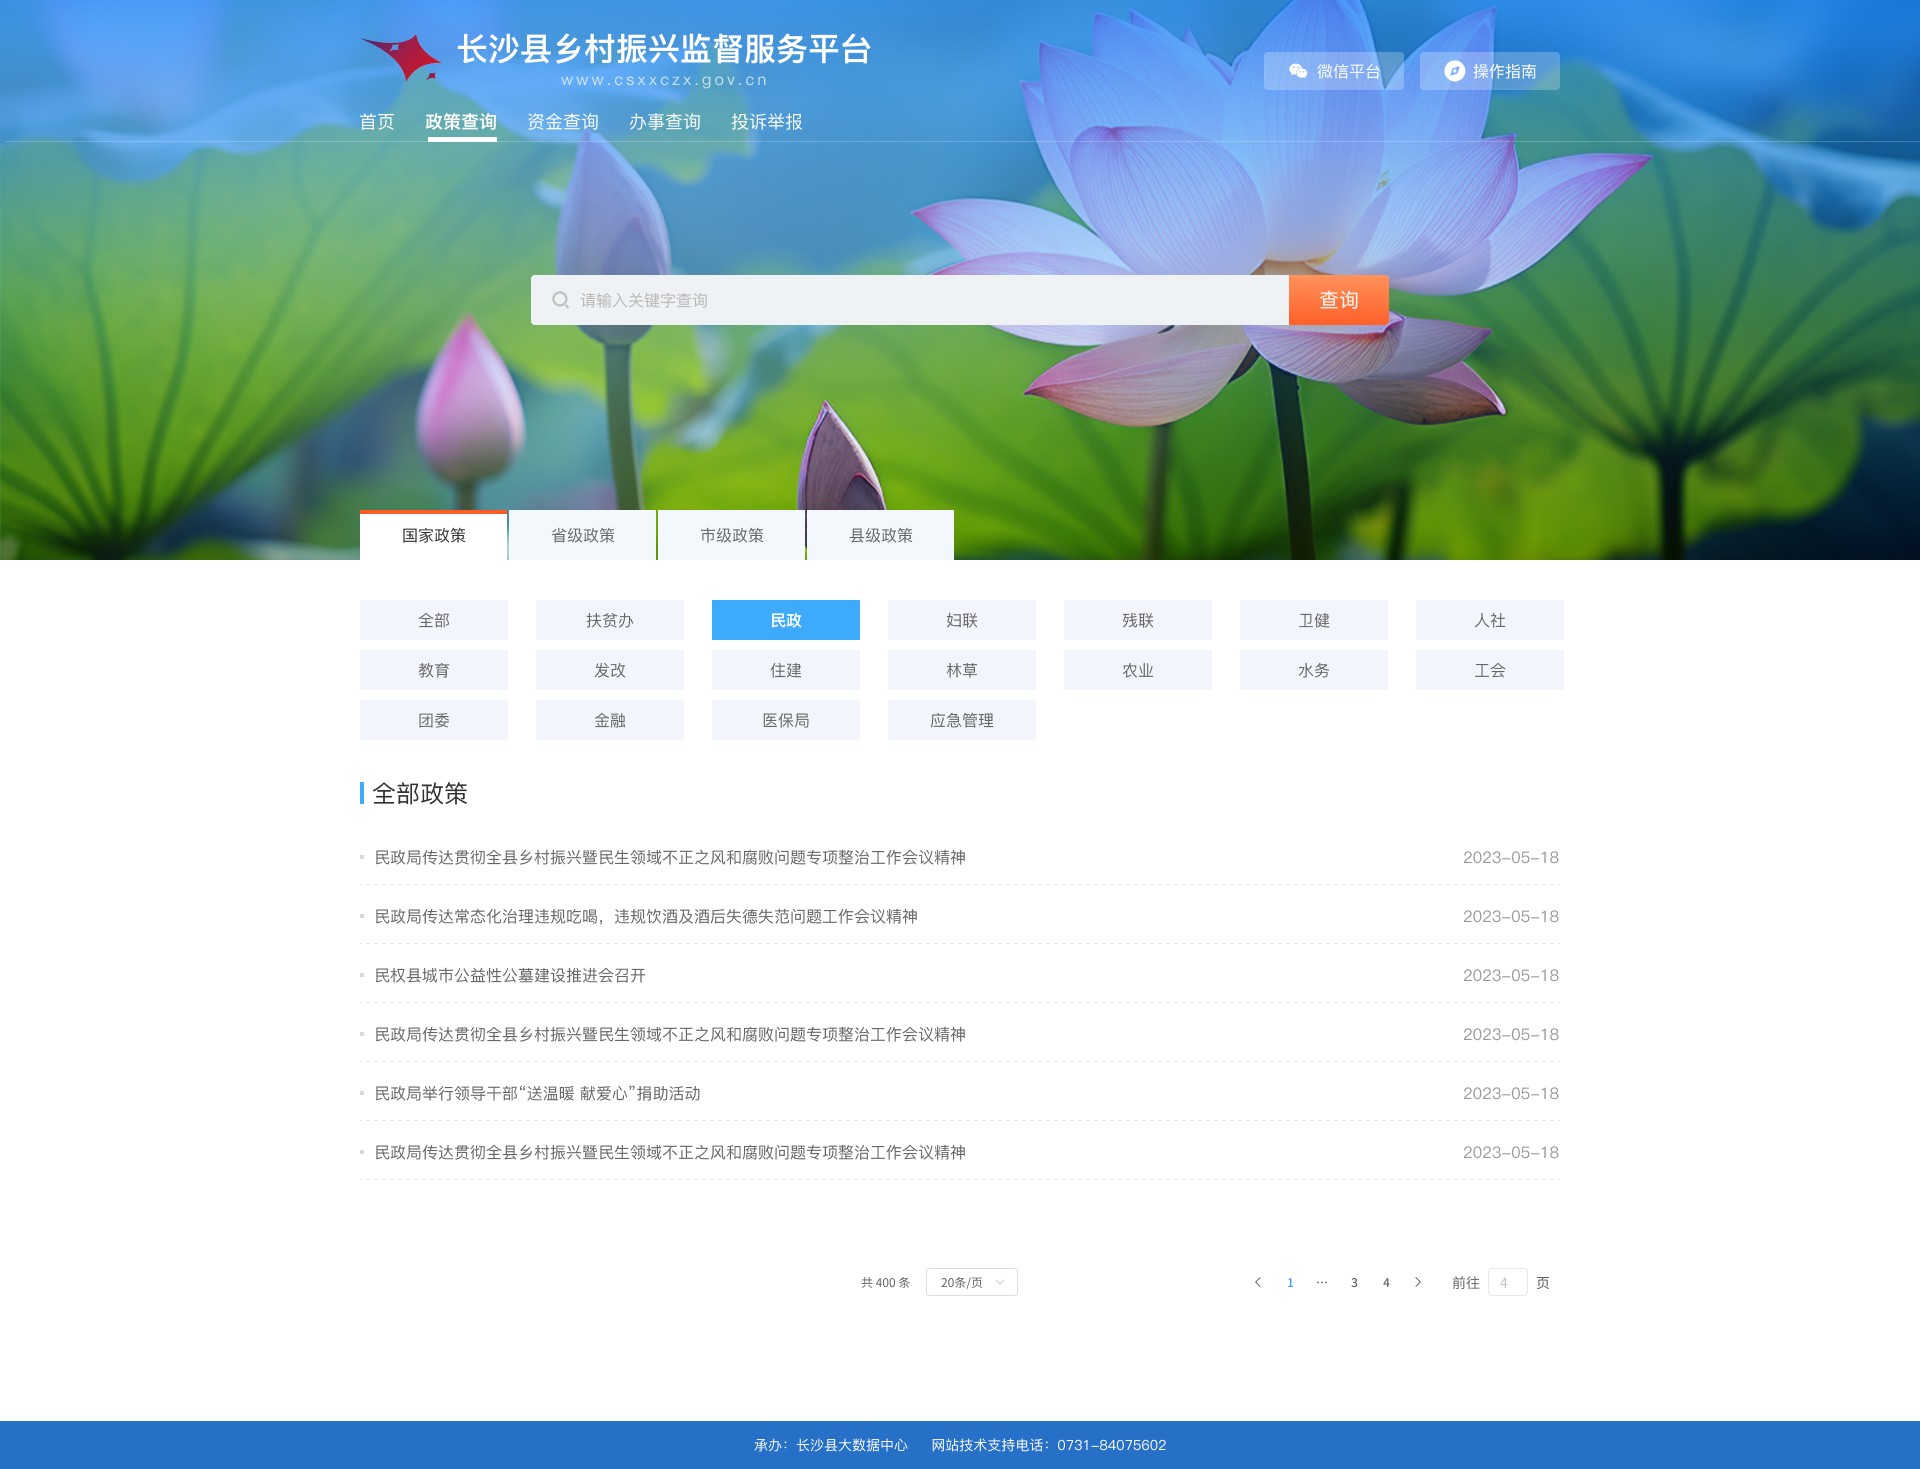 长沙县乡村振兴监督服务平台
www.csxxczx.gov.cn
微信平台 操作指南
首页 政策查询 资金查询 办事查询 投诉举报
请输入关键字查询 查询
国家政策 省级政策 市级政策 县级政策
全部 扶贫办 民政 妇联 残联 卫健 人社
教育 发改 住建 林草 农业 水务 工会
团委 金融 医保局 应急管理
全部政策
民政局传达贯彻全县乡村振兴暨民生领域不正之风和腐败问题专项整治工作会议精神 2023-05-18
民政局传达常态化治理违规吃喝，违规饮酒及酒后失德失范问题工作会议精神 2023-05-18
民权县城市公益性公墓建设推进会召开 2023-05-18
民政局传达贯彻全县乡村振兴暨民生领域不正之风和腐败问题专项整治工作会议精神 2023-05-18
民政局举行领导干部“送温暖 献爱心”捐助活动 2023-05-18
民政局传达贯彻全县乡村振兴暨民生领域不正之风和腐败问题专项整治工作会议精神 2023-05-18
共 400 条 20条/页 1 ··· 3 4 前往 4 页
承办：长沙县大数据中心 网站技术支持电话：0731-84075602